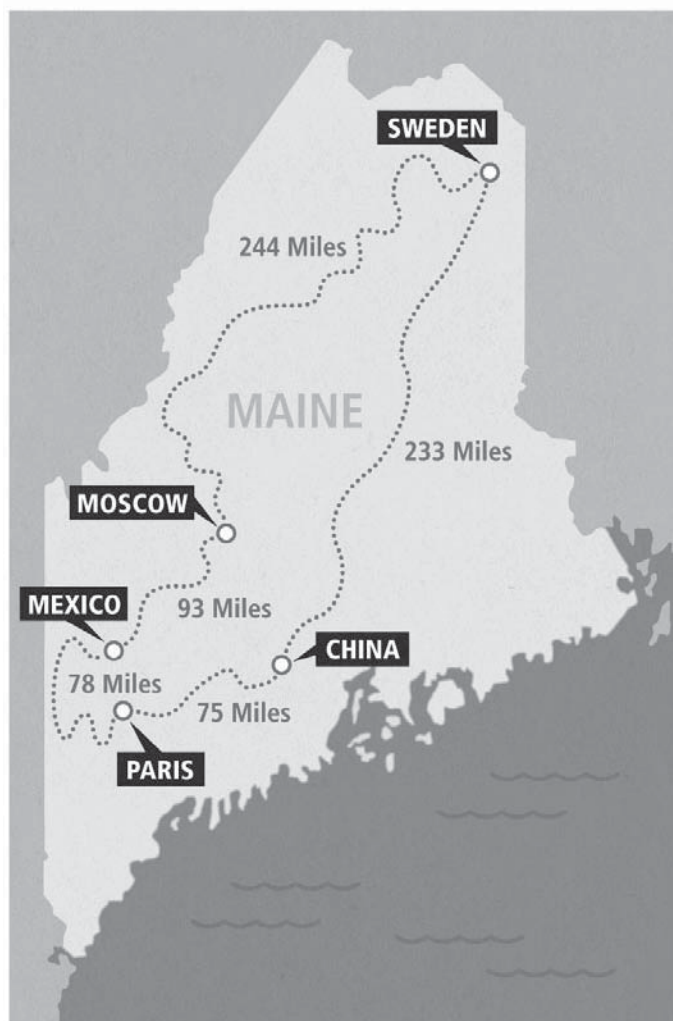 SWEDEN
244 Miles
MAINE
233 Miles
MOSCOW
93 Miles
MEXICO
CHINA
78 Miles
75 Miles
PARIS